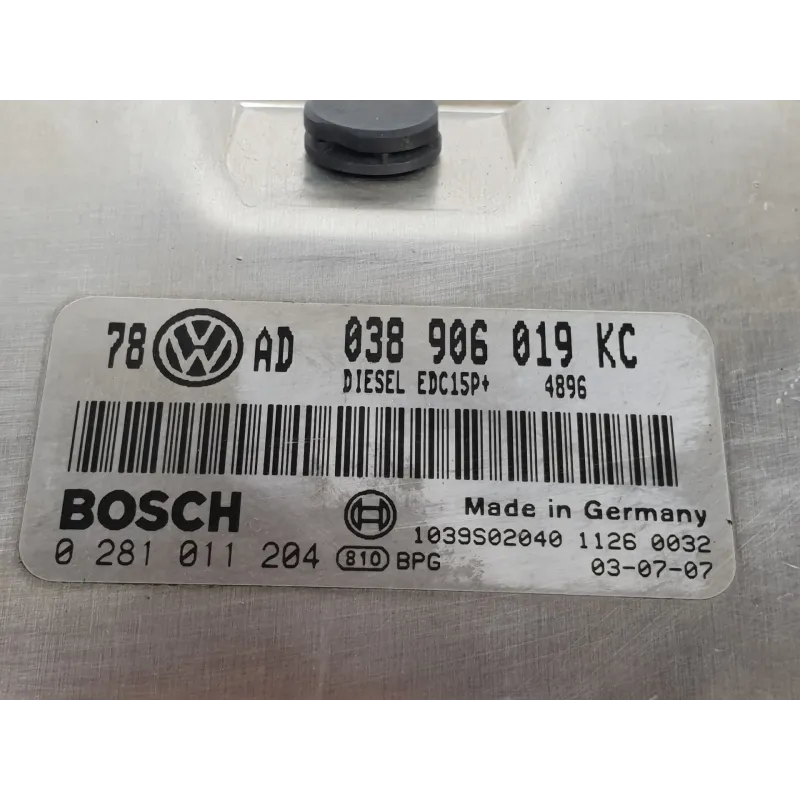 78 VW AD 038 906 019 KC
DIESEL EDC15P+ 4896
BOSCH Made in Germany
1039S02040 1126 0032
0 281 011 204 810 BPG 03-07-07